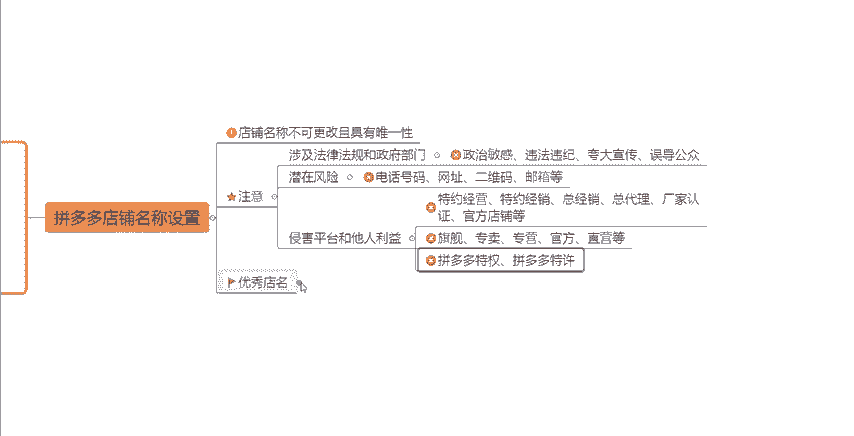 店铺名称不可更改且具有唯一性
涉及法律法规和政府部门
政治敏感、违法违纪、夸大宣传、误导公众
潜在风险
电话号码、网址、二维码、邮箱等
注意
特约经营、特约经销、总经销、总代理、厂家认
证、官方店铺等
拼多多店铺名称设置
侵害平台和他人利益
旗舰、专卖、专营、官方、直营等
拼多多特权、拼多多特许
优秀店名